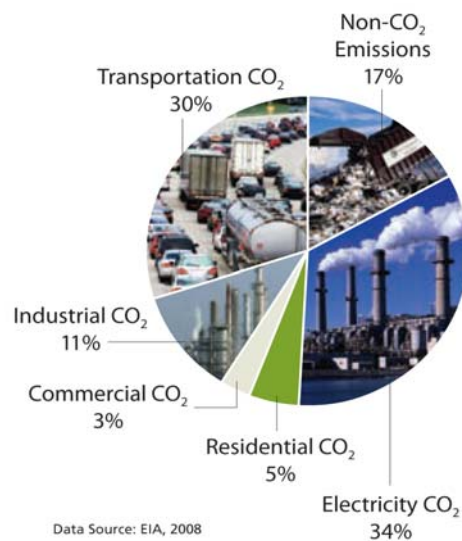 Non-CO₂
Emissions
17%
Transportation CO₂
30%
Industrial CO₂
11%
Commercial CO₂
3%
Residential CO₂
5%
Electricity CO₂
34%
Data Source: EIA, 2008